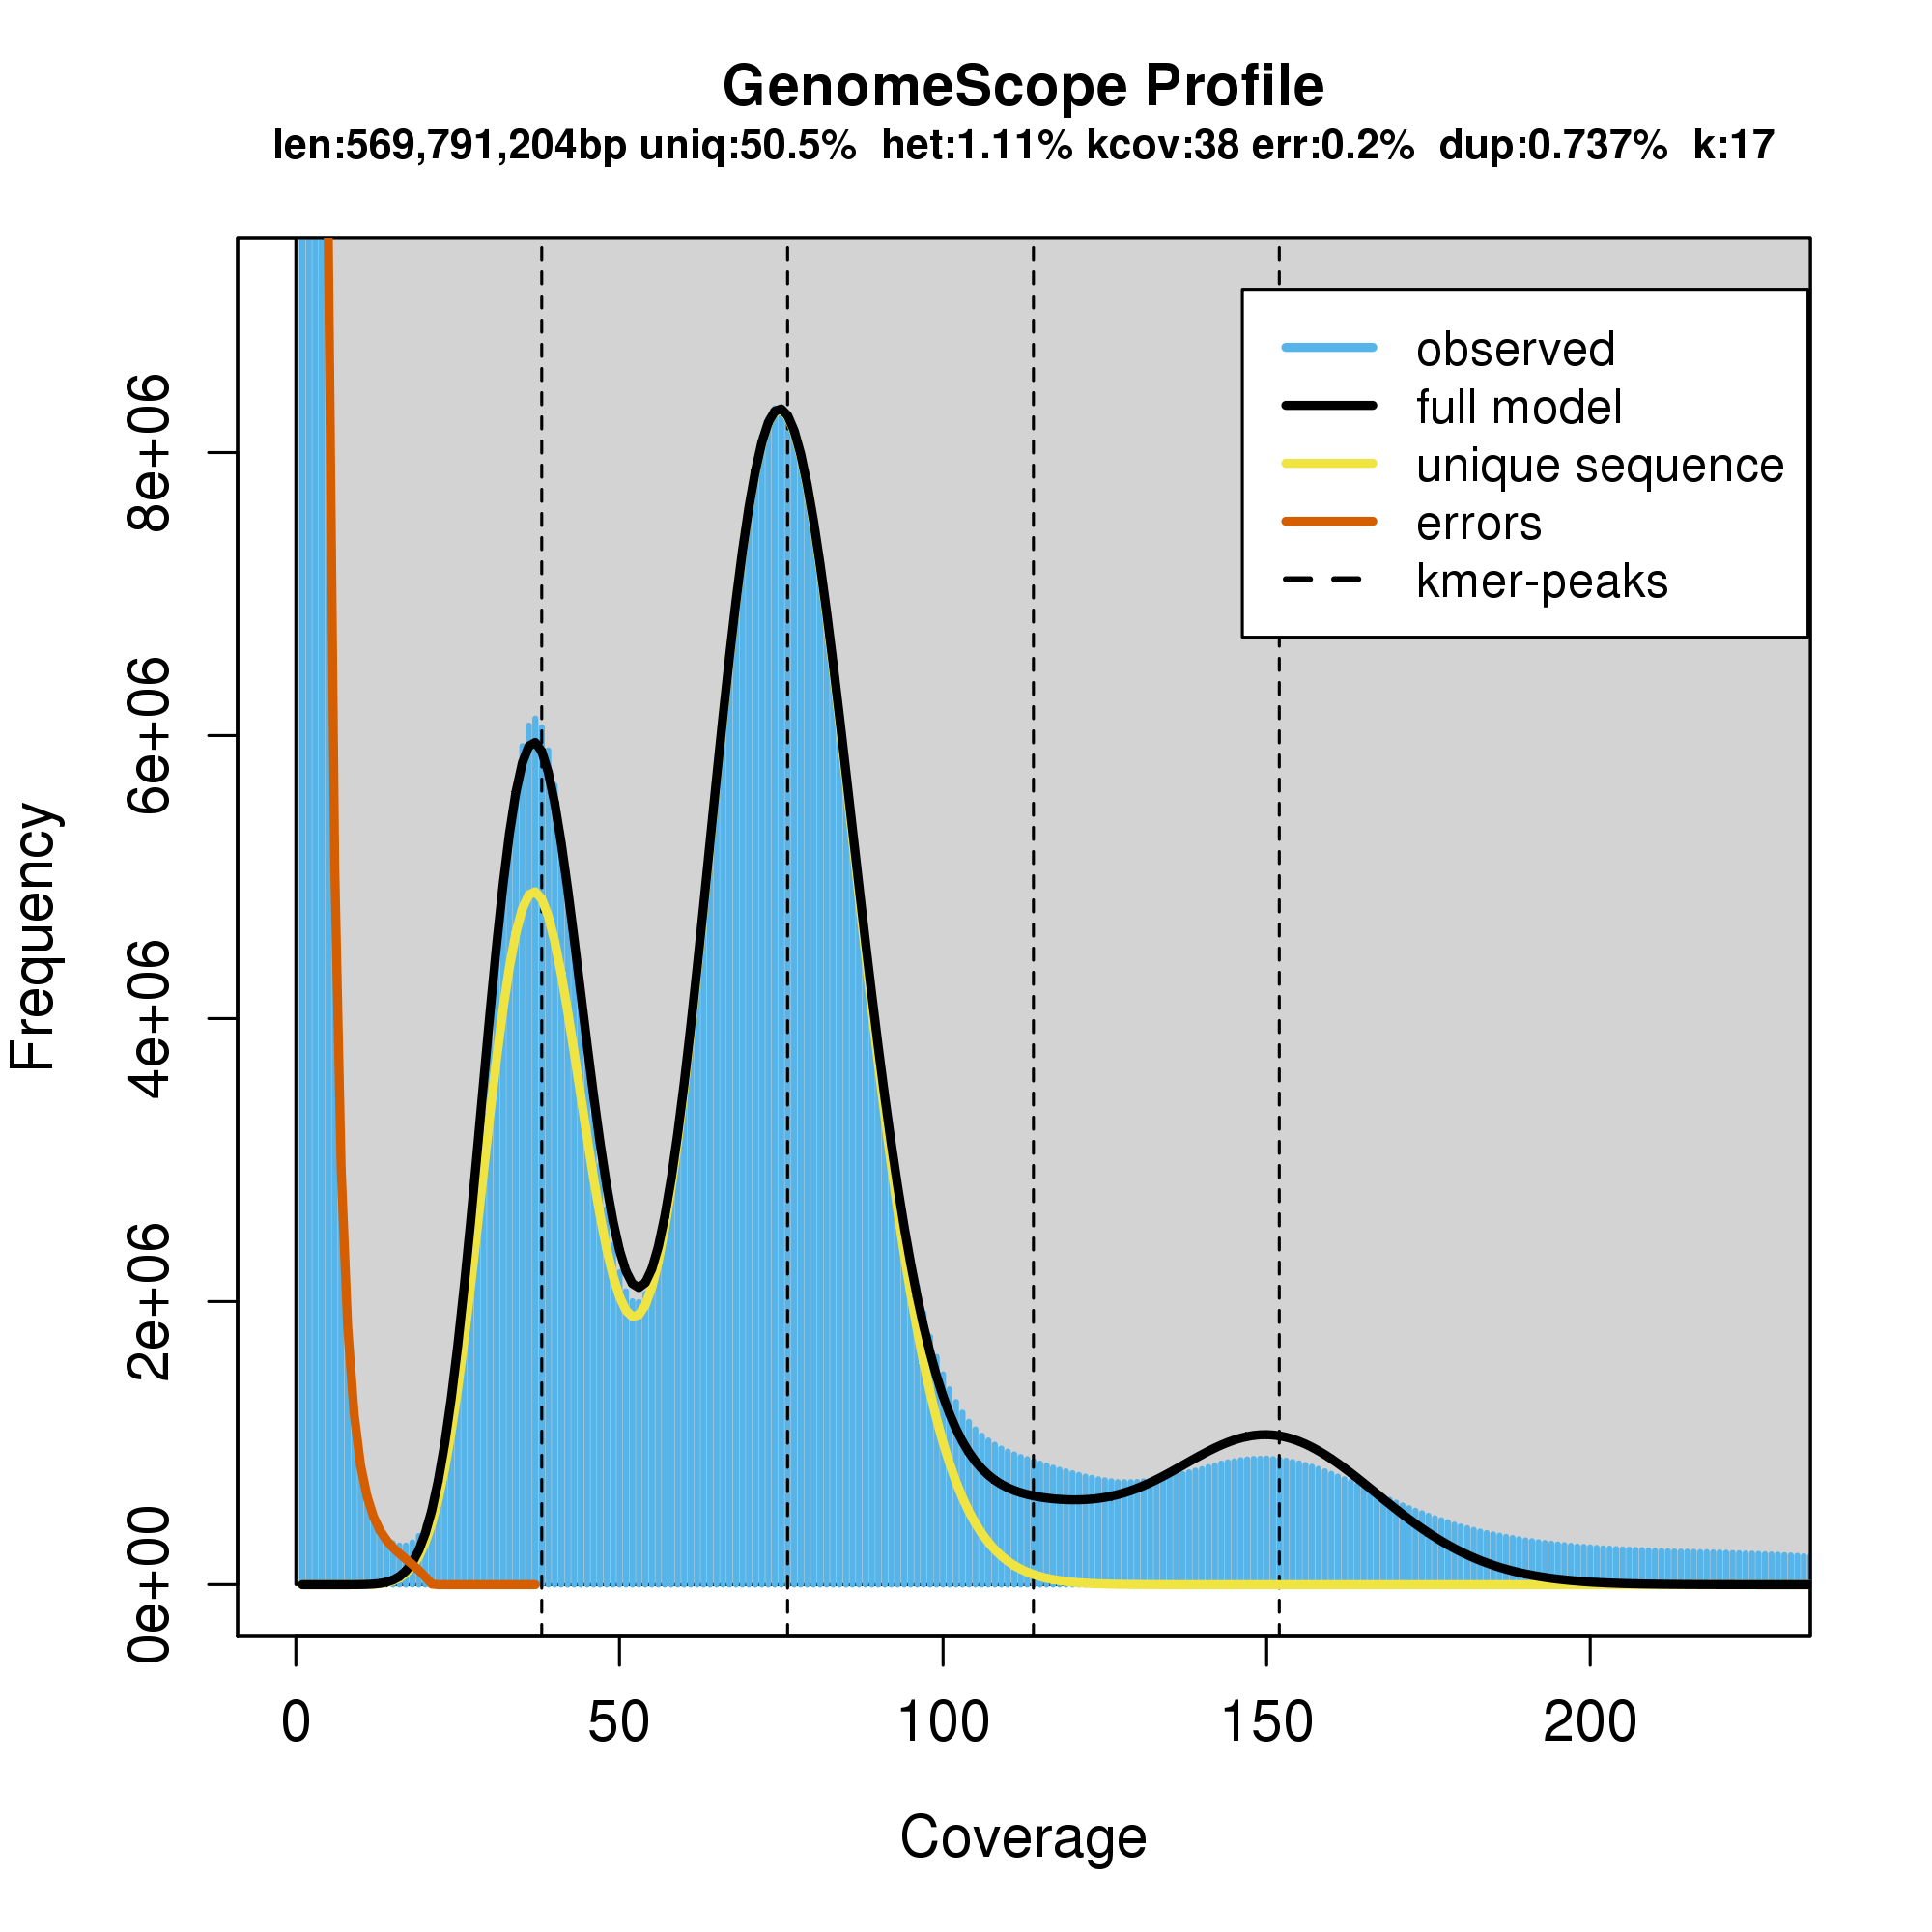 GenomeScope Profile
len:569,791,204bp uniq:50.5% het:1.11% kcov:38 err:0.2% dup:0.737% k:17
observed
full model
unique sequence
errors
kmer-peaks
Frequency
8e+06
6e+06
4e+06
2e+06
0e+00
0 50 100 150 200
Coverage